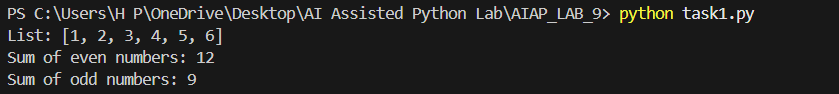 PS C:\Users\H P\OneDrive\Desktop\AI Assisted Python Lab\AIAP_LAB_9> python task1.py
List: [1, 2, 3, 4, 5, 6]
Sum of even numbers: 12
Sum of odd numbers: 9